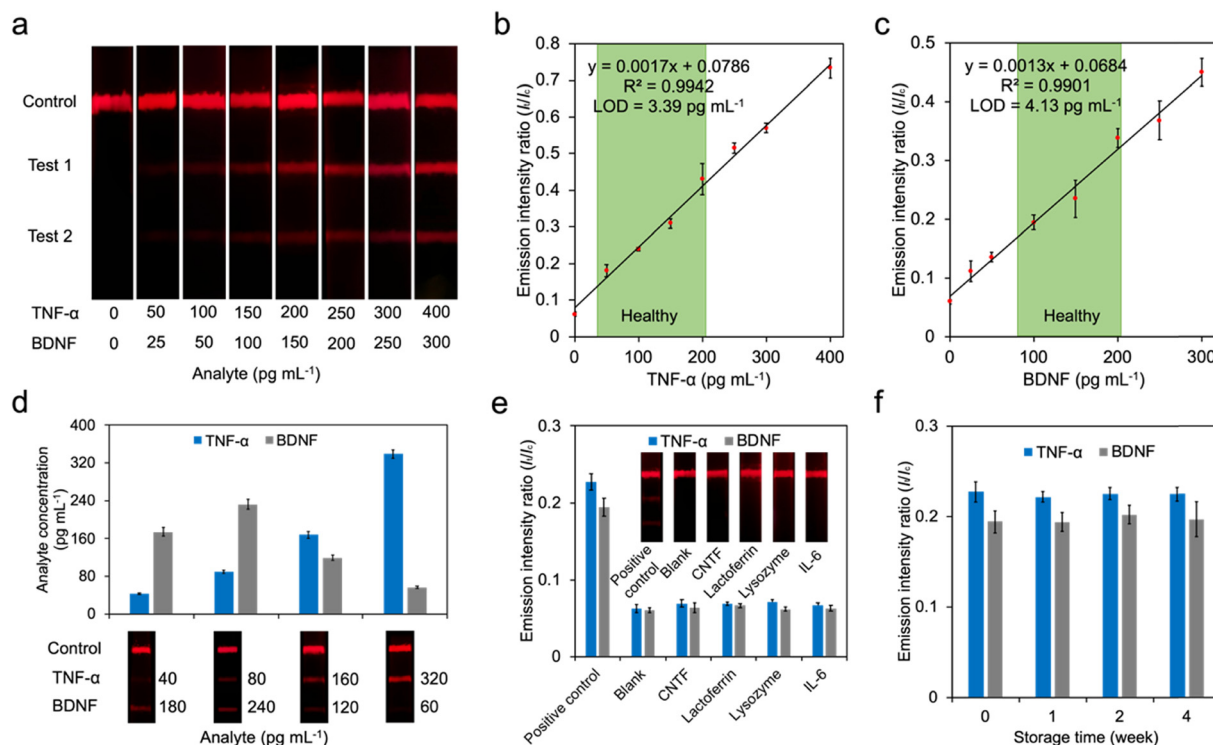 a
Control
Test 1
Test 2
TNF-α 0 50 100 150 200 250 300 400
BDNF 0 25 50 100 150 200 250 300
Analyte (pg mL⁻¹)
b
Emission intensity ratio (Iₜ/I꜀)
0.8
0.7
0.6
0.5
0.4
0.3
0.2
0.1
0
y = 0.0017x + 0.0786
R² = 0.9942
LOD = 3.39 pg mL⁻¹
Healthy
0 100 200 300 400
TNF-α (pg mL⁻¹)
c
Emission intensity ratio (Iₜ/I꜀)
0.5
0.4
0.3
0.2
0.1
0
y = 0.0013x + 0.0684
R² = 0.9901
LOD = 4.13 pg mL⁻¹
Healthy
0 100 200 300
BDNF (pg mL⁻¹)
d
Analyte concentration
(pg mL⁻¹)
400
320
240
160
80
0
TNF-α BDNF
Control
TNF-α 40 80 160 320
BDNF 180 240 120 60
Analyte (pg mL⁻¹)
e
Emission intensity ratio (Iₜ/I꜀)
0.3
0.2
0.1
0
TNF-α BDNF
Positive
control
Blank
CNTF
Lactoferrin
Lysozyme
IL-6
Positive control
Blank
CNTF
Lactoferrin
Lysozyme
IL-6
f
Emission intensity ratio (Iₜ/I꜀)
0.3
0.2
0.1
0
TNF-α BDNF
0 1 2 4
Storage time (week)